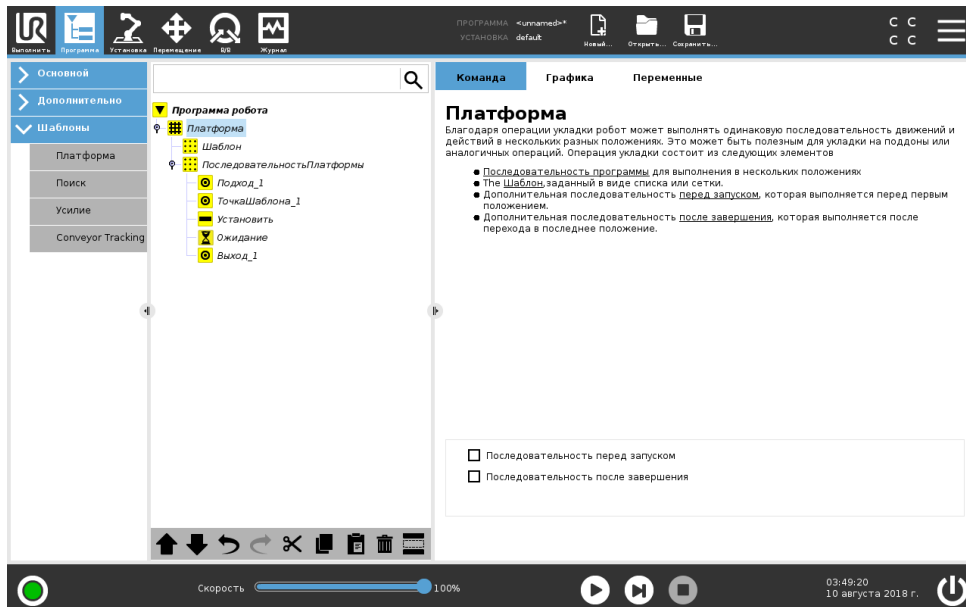 ПРОГРАММА <unnamed>*
УСТАНОВКА default
C C
C C
Выполнить Программа Установка Перемещение В/В Журнал Новый... Открыть... Сохранить...
Основной
Дополнительно
Шаблоны
Платформа
Поиск
Усилие
Conveyor Tracking
Программа робота
Платформа
Шаблон
ПоследовательностьПлатформы
Подход_1
ТочкаШаблона_1
Установить
Ожидание
Выход_1
Команда Графика Переменные
Платформа
Благодаря операции укладки робот может выполнять одинаковую последовательность движений и
действий в нескольких разных положениях. Это может быть полезным для укладки на поддоны или
аналогичных операций. Операция укладки состоит из следующих элементов
Последовательность программы для выполнения в нескольких положениях
The Шаблон,заданный в виде списка или сетки.
Дополнительная последовательность перед запуском, которая выполняется перед первым
положением.
Дополнительная последовательность после завершения, которая выполняется после
перехода в последнее положение.
Последовательность перед запуском
Последовательность после завершения
Скорость 100%
03:49:20
10 августа 2018 г.